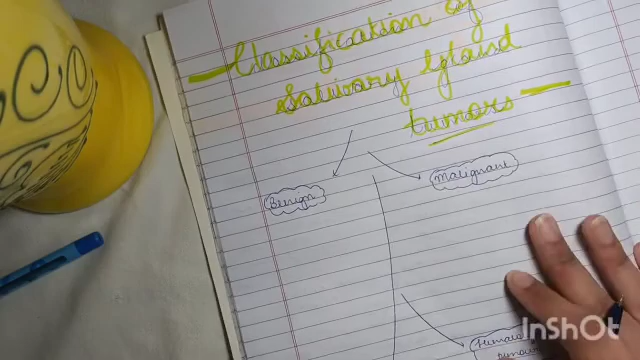 Classification of
Salivary Gland
tumors
Benign
Malignant
InShOt